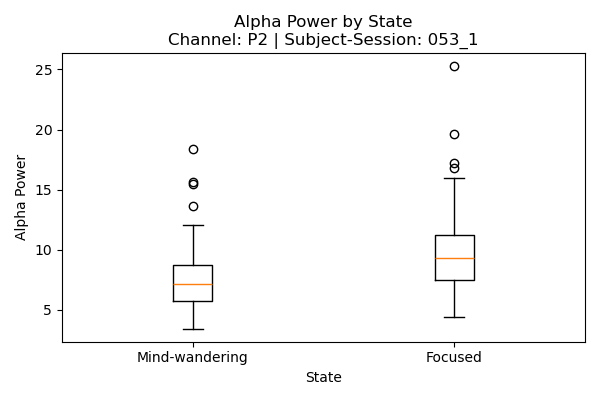 Alpha Power by State
Channel: P2 | Subject-Session: 053_1
25
20
15
10
5
Alpha Power
Mind-wandering
Focused
State